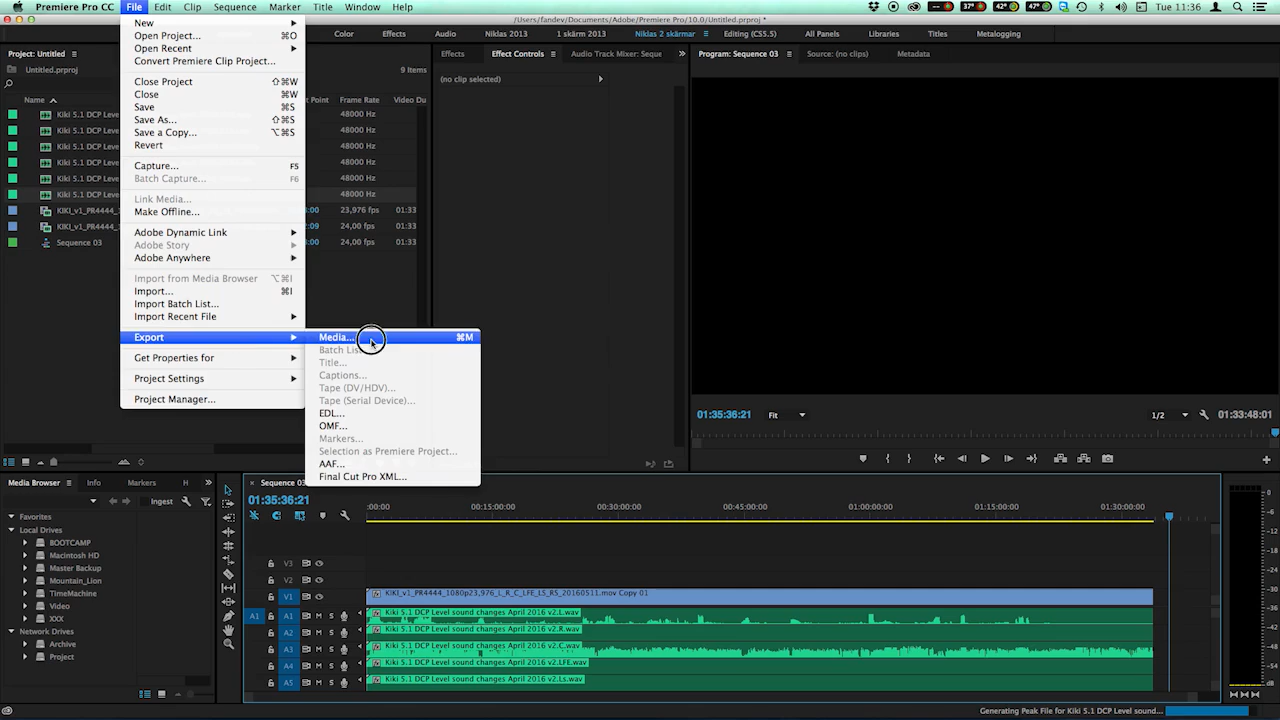 Premiere Pro CC File Edit Clip Sequence Marker Title Window Help 37° 42° 47° Tue 11:36
/Users/fandev/Documents/Adobe/Premiere Pro/10.0/Untitled.prproj *
Color Effects Audio Niklas 2013 1 skärm 2013 Niklas 2 skärmar Editing (CS5.5) All Panels Libraries Titles Metalogging
Project: Untitled
Untitled.prproj
9 Items
Name
t Point Frame Rate Video Du
Kiki 5.1 DCP Leve 48000 Hz
Kiki 5.1 DCP Leve 48000 Hz
Kiki 5.1 DCP Leve 48000 Hz
Kiki 5.1 DCP Leve 48000 Hz
Kiki 5.1 DCP Leve 48000 Hz
Kiki 5.1 DCP Leve 48000 Hz
KIKI_v1_PR4444_1 :00 23,976 fps 01:33
KIKI_v1_PR4444_1 :09 24,00 fps 01:33
Sequence 03 :00 24,00 fps 01:33
New
Open Project... ⌘O
Open Recent
Convert Premiere Clip Project...
Close Project ⇧⌘W
Close ⌘W
Save ⌘S
Save As... ⇧⌘S
Save a Copy... ⌥⌘S
Revert
Capture... F5
Batch Capture... F6
Link Media...
Make Offline...
Adobe Dynamic Link
Adobe Story
Adobe Anywhere
Import from Media Browser ⌥⌘I
Import... ⌘I
Import Batch List...
Import Recent File
Export
Get Properties for
Project Settings
Project Manager...
Media... ⌘M
Batch Lis
Title...
Captions...
Tape (DV/HDV)...
Tape (Serial Device)...
EDL...
OMF...
Markers...
Selection as Premiere Project...
AAF...
Final Cut Pro XML...
Effects Effect Controls Audio Track Mixer: Seque
(no clip selected)
Program: Sequence 03 Source: (no clips) Metadata
01:35:36:21 Fit 1/2 01:33:48:01
Media Browser Info Markers H
Ingest
Favorites
Local Drives
BOOTCAMP
Macintosh HD
Master Backup
Mountain_Lion
TimeMachine
Video
XXX
Network Drives
Archive
Project
Sequence 03
01:35:36:21
:00:00 00:15:00:00 00:30:00:00 00:45:00:00 01:00:00:00 01:15:00:00 01:30:00:00
V3
V2
V1 KIKI_v1_PR4444_1080p23,976_L_R_C_LFE_LS_RS_20160511.mov Copy 01
A1 A1 M S Kiki 5.1 DCP Level sound changes April 2016 v2.L.wav
A2 M S Kiki 5.1 DCP Level sound changes April 2016 v2.R.wav
A3 M S Kiki 5.1 DCP Level sound changes April 2016 v2.C.wav
A4 M S Kiki 5.1 DCP Level sound changes April 2016 v2.LFE.wav
A5 M S Kiki 5.1 DCP Level sound changes April 2016 v2.Ls.wav
0
-6
-12
-18
-24
-30
-36
-42
-48
-54
dB
Generating Peak File for Kiki 5.1 DCP Level sound...